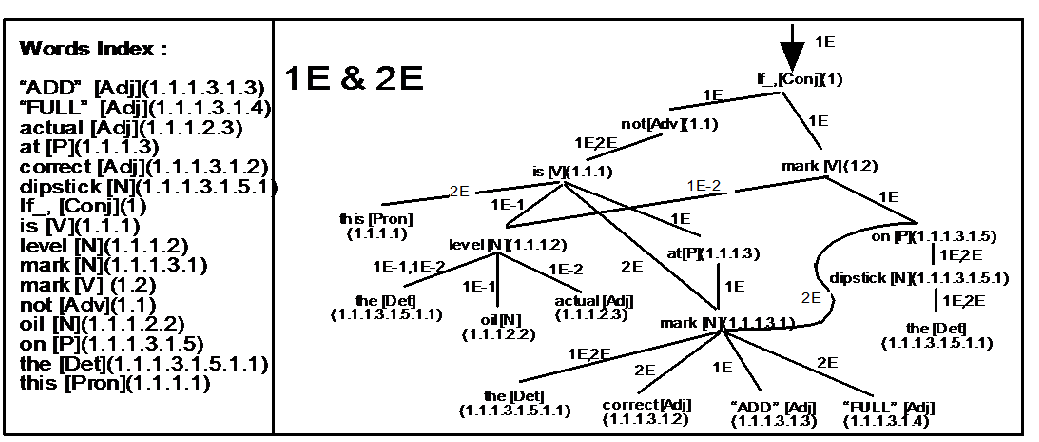 Words Index :
"ADD" [Adj](1.1.1.3.1.3)
"FULL" [Adj](1.1.1.3.1.4)
actual [Adj](1.1.1.2.3)
at [P](1.1.1.3)
correct [Adj](1.1.1.3.1.2)
dipstick [N](1.1.1.3.1.5.1)
If_, [Conj](1)
is [V](1.1.1)
level [N](1.1.1.2)
mark [N](1.1.1.3.1)
mark [V] (1.2)
not [Adv](1.1)
oil [N](1.1.1.2.2)
on [P](1.1.1.3.1.5)
the [Det](1.1.1.3.1.5.1.1)
this [Pron](1.1.1.1)
1E & 2E
1E
If_,[Conj](1)
1E
1E
not[Adv](1.1)
1E,2E
is [V](1.1.1)
mark [V](1.2)
2E
1E-1
1E-2
1E
1E
this [Pron]
(1.1.1.1)
level [N](1.1.1.2)
2E
at[P](1.1.1.3)
on [P](1.1.1.3.1.5)
1E,2E
1E-1,1E-2
1E-1
1E-2
1E
2E
dipstick [N](1.1.1.3.1.5.1)
1E,2E
the [Det]
(1.1.1.3.1.5.1.1)
oil[N]
(1.1.1.2.2)
actual [Adj]
(1.1.1.2.3)
mark [N](1.1.1.3.1)
the [Det]
(1.1.1.3.1.5.1.1)
1E,2E
2E
1E
2E
the [Det]
(1.1.1.3.1.5.1.1)
correct[Adj]
(1.1.1.3.1.2)
"ADD" [Adj]
(1.1.1.3.1.3)
"FULL" [Adj]
(1.1.1.3.1.4)